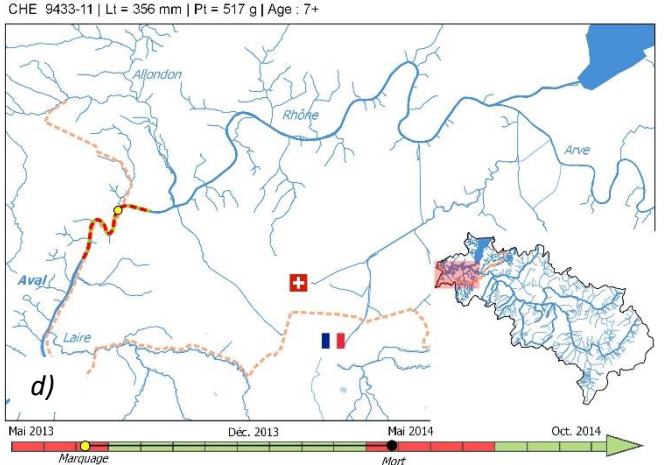 CHE 9433-11 | Lt = 356 mm | Pt = 517 g | Age : 7+
Allondon
Rhône
Arve
Aval
Laire
d)
Mai 2013
Déc. 2013
Mai 2014
Oct. 2014
Marquage
Mort